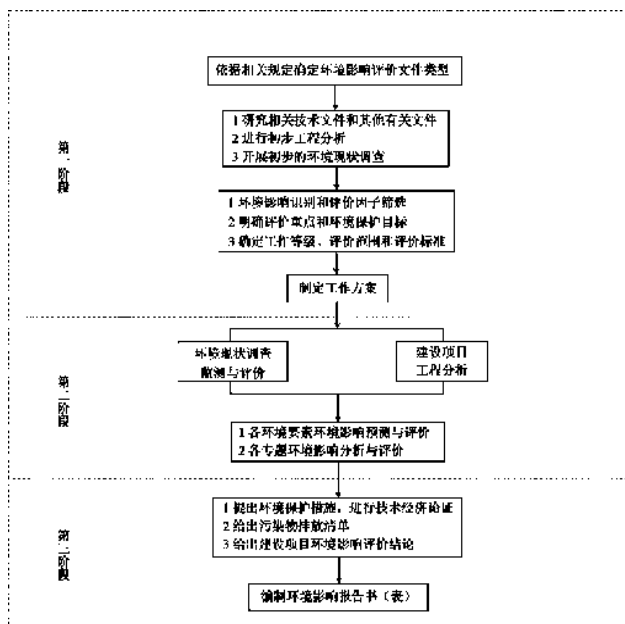 依据相关规定确定环境影响评价文件类型
1 研究相关技术文件和其他有关文件
2 进行初步工程分析
3 开展初步的环境现状调查
第一阶段
1 环境影响识别和评价因子筛选
2 明确评价重点和环境保护目标
3 确定工作等级、评价范围和评价标准
制定工作方案
环境现状调查
监测与评价
建设项目
工程分析
第二阶段
1 各环境要素环境影响预测与评价
2 各专题环境影响分析与评价
1 提出环境保护措施，进行技术经济论证
2 给出污染物排放清单
3 给出建设项目环境影响评价结论
第三阶段
编制环境影响报告书（表）